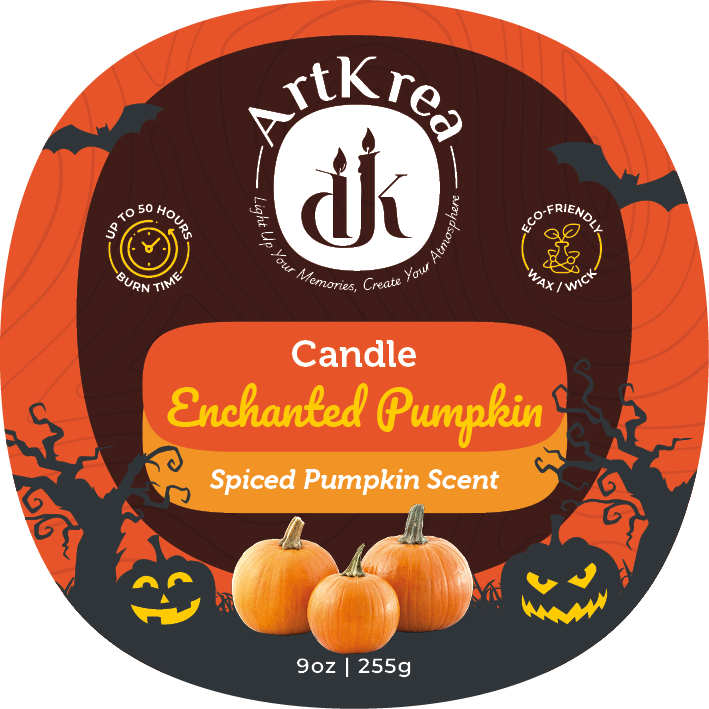 ArtKrea
dk
Light Up Your Memories, Create Your Atmosphere
UP TO 50 HOURS
BURN TIME
ECO-FRIENDLY
WAX / WICK
Candle
Enchanted Pumpkin
Spiced Pumpkin Scent
9oz | 255g